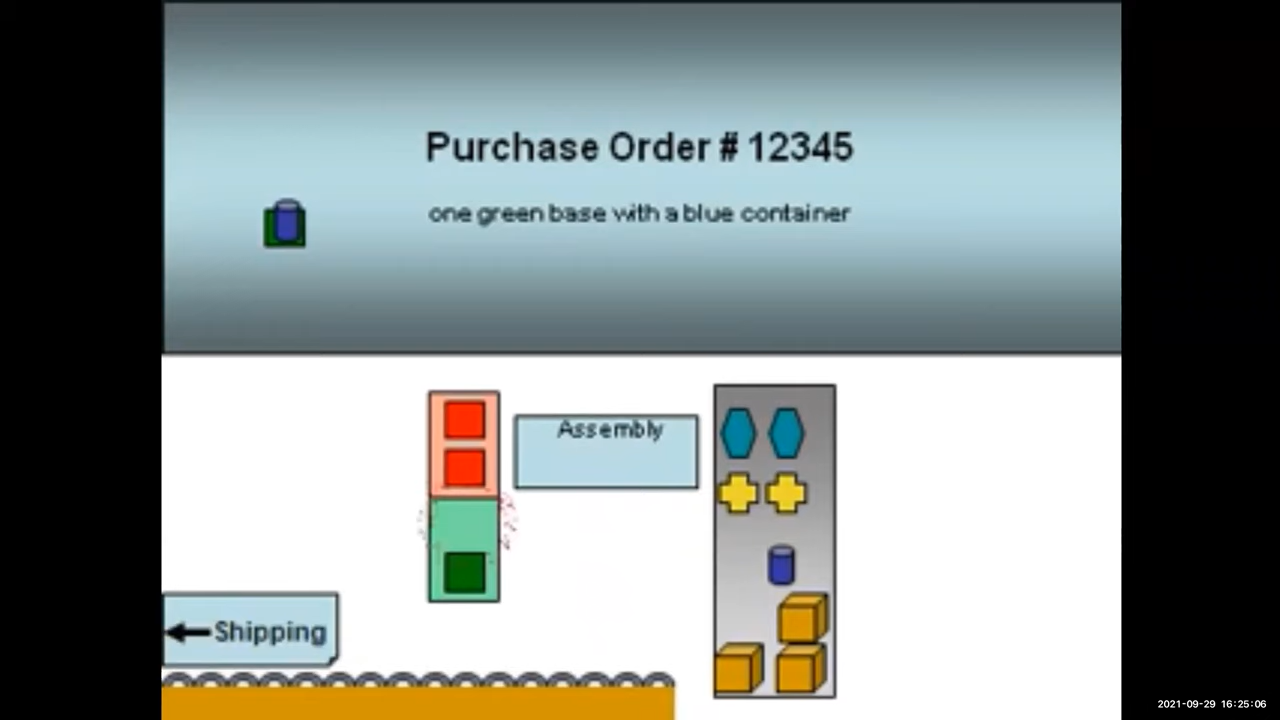 Purchase Order # 12345
one green base with a blue container
Assembly
Shipping
2021-09-29 16:25:06